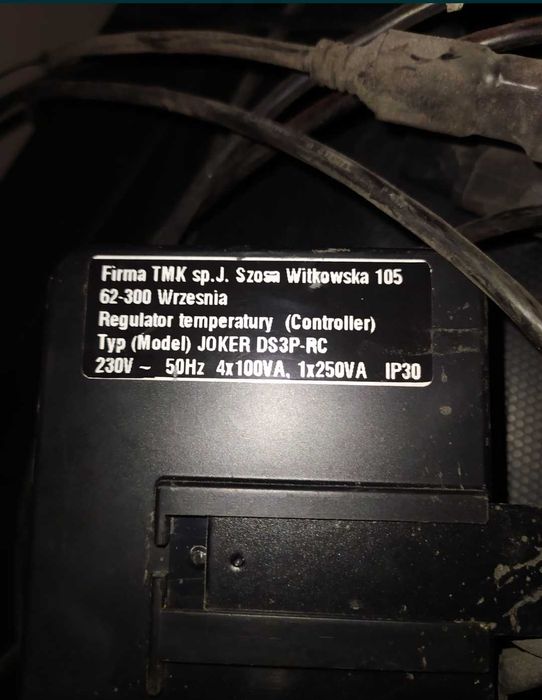 Firma TMK sp.J. Szosa Witkowska 105
62-300 Wrzesnia
Regulator temperatury (Controller)
Typ (Model) JOKER DS3P-RC
230V ~ 50Hz 4x100VA, 1x250VA IP30